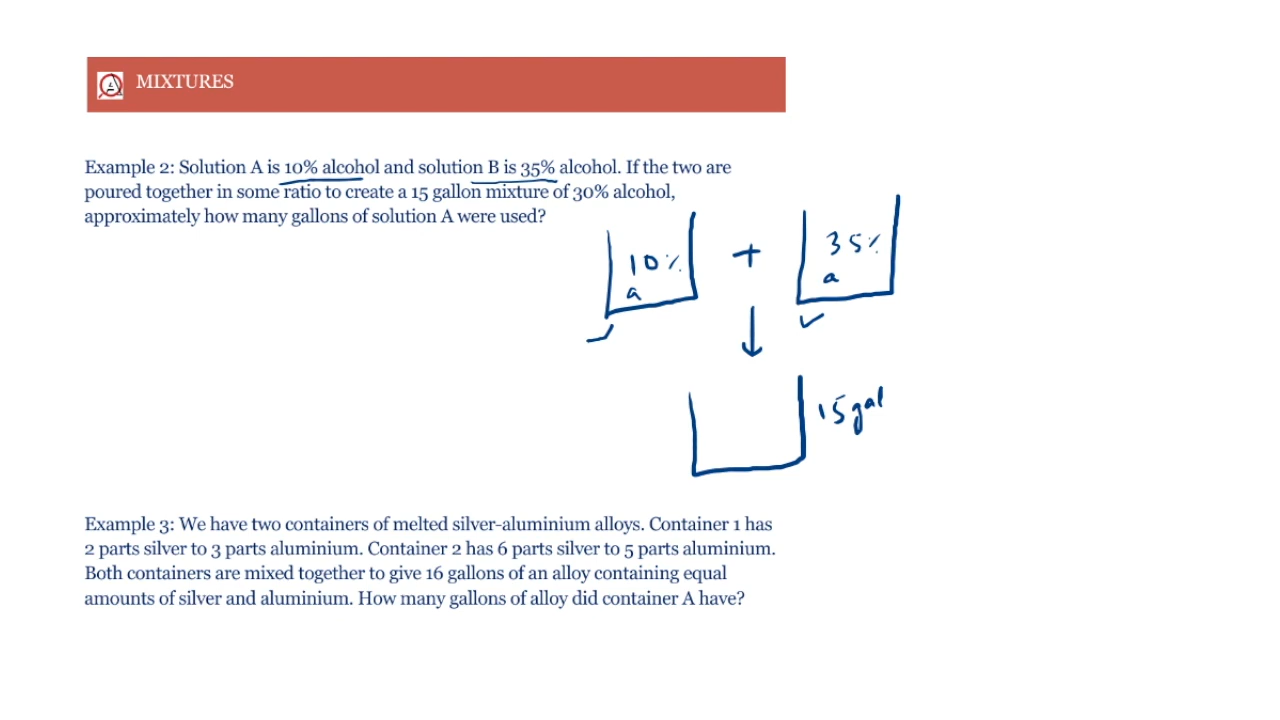 A
MIXTURES
Example 2: Solution A is 10% alcohol and solution B is 35% alcohol. If the two are
poured together in some ratio to create a 15 gallon mixture of 30% alcohol,
approximately how many gallons of solution A were used?
10%
a
+
35%
a
15 gal
Example 3: We have two containers of melted silver-aluminium alloys. Container 1 has
2 parts silver to 3 parts aluminium. Container 2 has 6 parts silver to 5 parts aluminium.
Both containers are mixed together to give 16 gallons of an alloy containing equal
amounts of silver and aluminium. How many gallons of alloy did container A have?